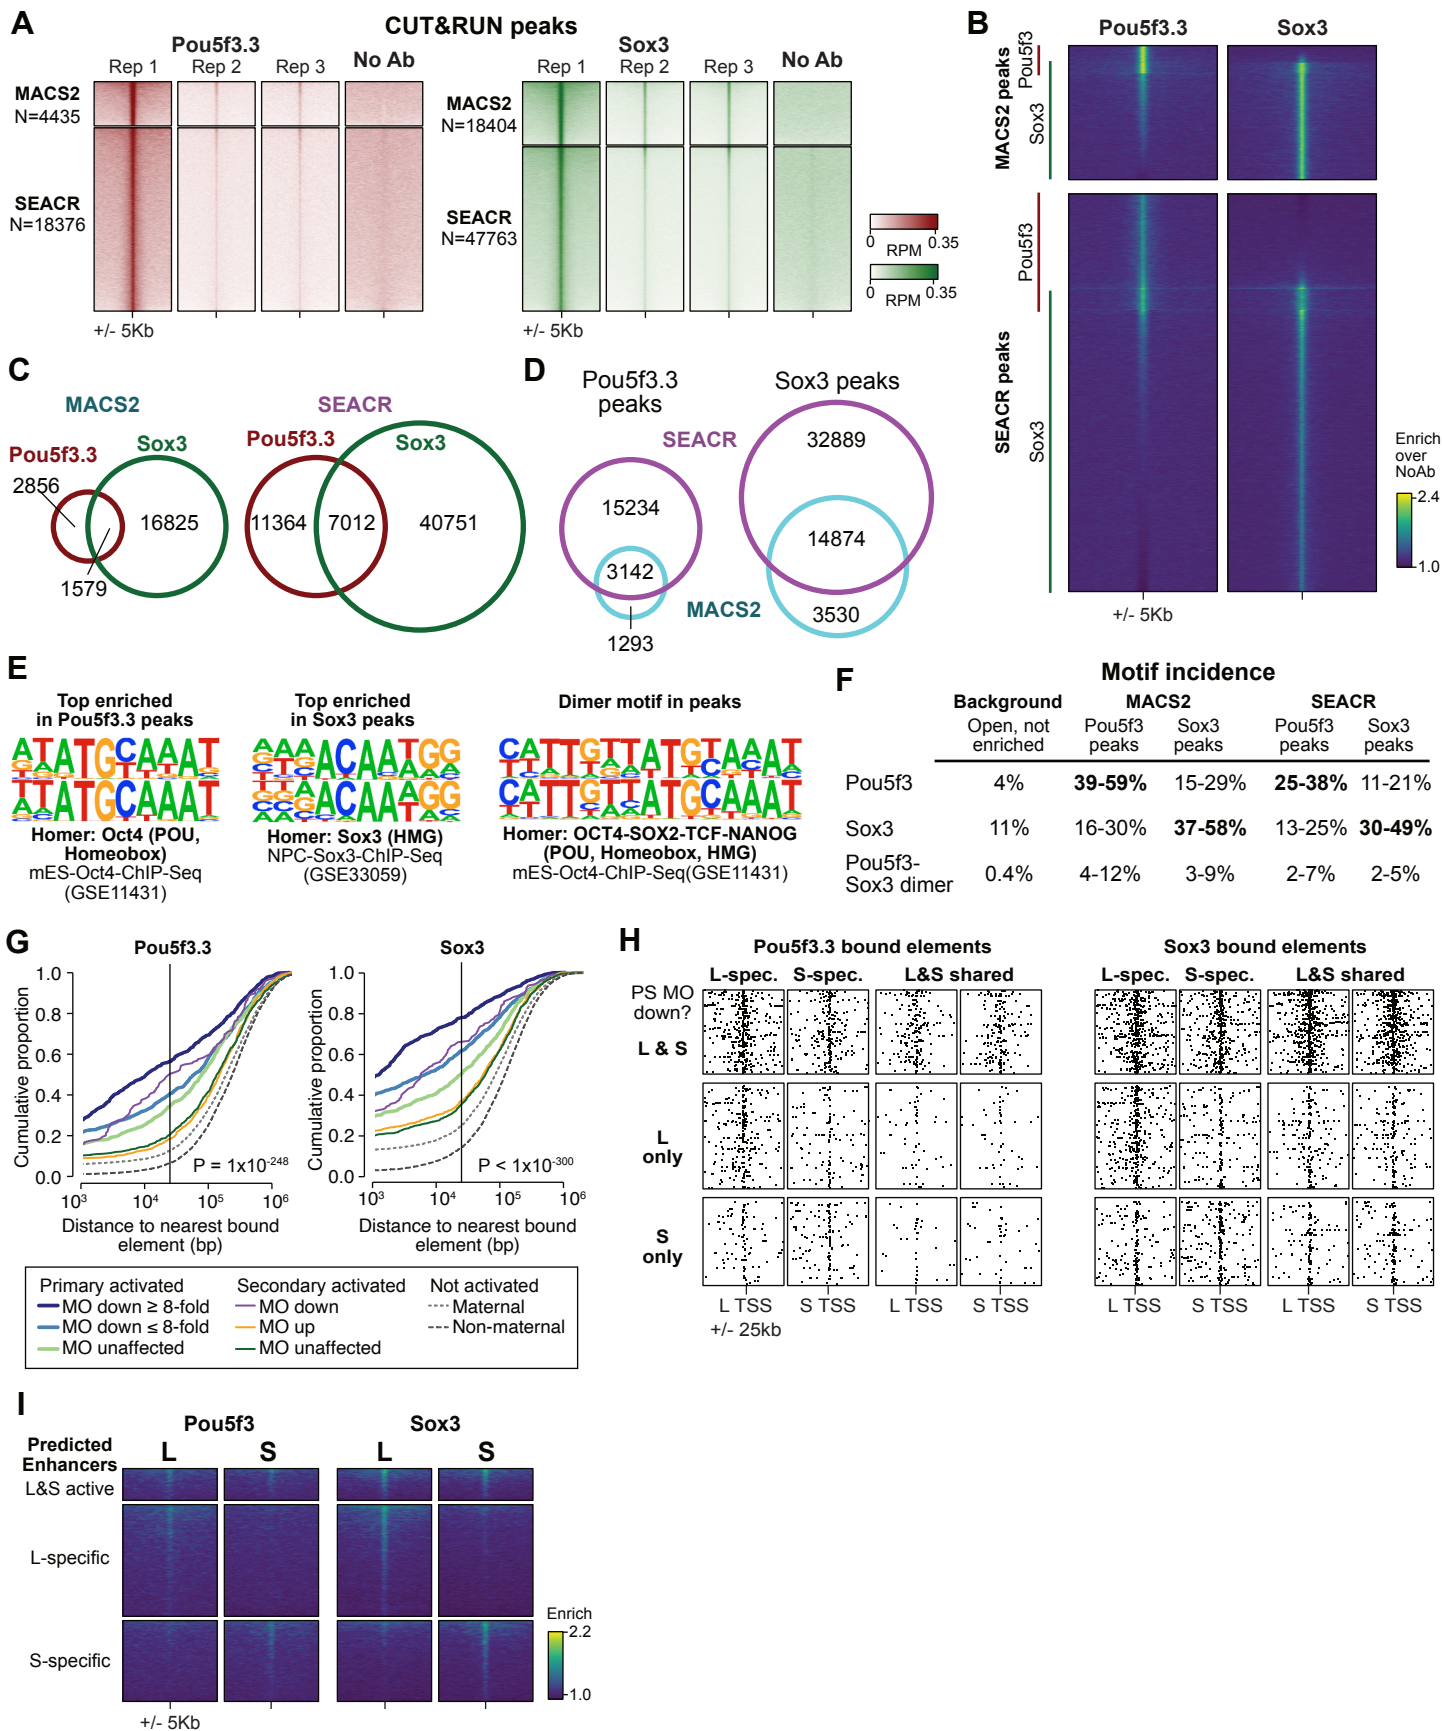 A
CUT&RUN peaks
Pou5f3.3
Rep 1
Rep 2
Rep 3
No Ab
MACS2
N=4435
SEACR
N=18376
+/- 5Kb
Sox3
Rep 1
Rep 2
Rep 3
No Ab
MACS2
N=18404
SEACR
N=47763
+/- 5Kb
0
RPM
0.35
0
RPM
0.35
B
Pou5f3.3
Sox3
MACS2 peaks
Pou5f3
Sox3
SEACR peaks
Pou5f3
Sox3
+/- 5Kb
Enrich
over
NoAb
2.4
1.0
C
MACS2
Pou5f3.3
Sox3
2856
16825
1579
SEACR
Pou5f3.3
Sox3
11364
7012
40751
D
Pou5f3.3
peaks
Sox3 peaks
SEACR
15234
3142
1293
MACS2
32889
14874
3530
E
Top enriched
in Pou5f3.3 peaks
Homer: Oct4 (POU,
Homeobox)
mES-Oct4-ChIP-Seq
(GSE11431)
Top enriched
in Sox3 peaks
Homer: Sox3 (HMG)
NPC-Sox3-ChIP-Seq
(GSE33059)
Dimer motif in peaks
Homer: OCT4-SOX2-TCF-NANOG
(POU, Homeobox, HMG)
mES-Oct4-ChIP-Seq(GSE11431)
F
Motif incidence
Background MACS2 SEACR
Open, not
enriched
Pou5f3
peaks
Sox3
peaks
Pou5f3
peaks
Sox3
peaks
Pou5f3 4% 39-59% 15-29% 25-38% 11-21%
Sox3 11% 16-30% 37-58% 13-25% 30-49%
Pou5f3-
Sox3 dimer 0.4% 4-12% 3-9% 2-7% 2-5%
G
Pou5f3.3
Cumulative proportion
1.0
0.8
0.6
0.4
0.2
0.0
P = 1x10-248
10³ 10⁴ 10⁵ 10⁶
Distance to nearest bound
element (bp)
Sox3
Cumulative proportion
1.0
0.8
0.6
0.4
0.2
0.0
P < 1x10-300
10³ 10⁴ 10⁵ 10⁶
Distance to nearest bound
element (bp)
Primary activated
MO down ≥ 8-fold
MO down ≤ 8-fold
MO unaffected
Secondary activated
MO down
MO up
MO unaffected
Not activated
Maternal
Non-maternal
H
Pou5f3.3 bound elements
L-spec. S-spec. L&S shared
Sox3 bound elements
L-spec. S-spec. L&S shared
PS MO
down?
L & S
L
only
S
only
L TSS S TSS L TSS S TSS
+/- 25kb
L TSS S TSS L TSS S TSS
I
Pou5f3
Sox3
Predicted
Enhancers
L S L S
L&S active
L-specific
S-specific
+/- 5Kb
Enrich
2.2
1.0